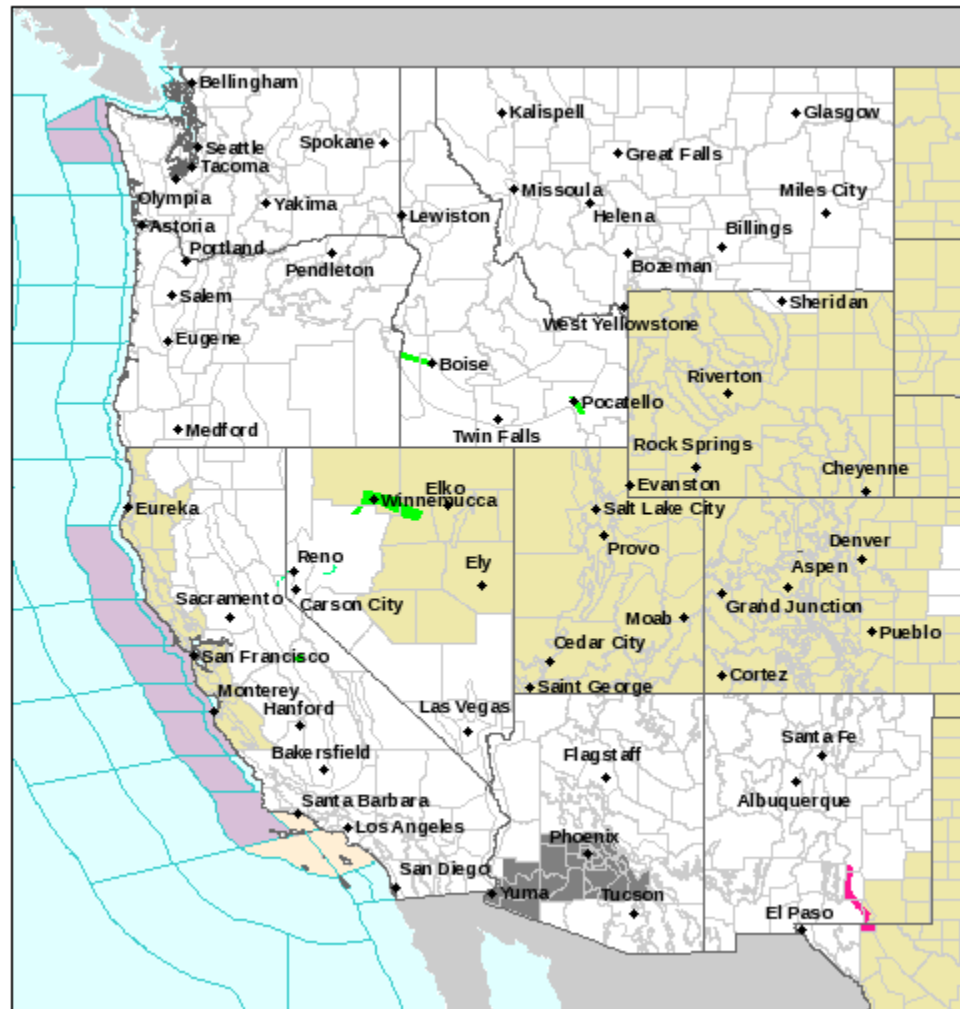 Bellingham
Kalispell
Glasgow
Seattle
Spokane
Great Falls
Tacoma
Missoula
Miles City
Olympia
Yakima
Lewiston
Helena
Astoria
Billings
Portland
Pendleton
Bozeman
Salem
Sheridan
West Yellowstone
Eugene
Boise
Riverton
Pocatello
Medford
Twin Falls
Rock Springs
Cheyenne
Evanston
Elko
Winnemucca
Eureka
Salt Lake City
Denver
Provo
Reno
Ely
Aspen
Sacramento
Carson City
Grand Junction
Moab
Pueblo
Cedar City
San Francisco
Cortez
Saint George
Monterey
Hanford
Las Vegas
Santa Fe
Bakersfield
Flagstaff
Albuquerque
Santa Barbara
Los Angeles
Phoenix
San Diego
Yuma
Tucson
El Paso